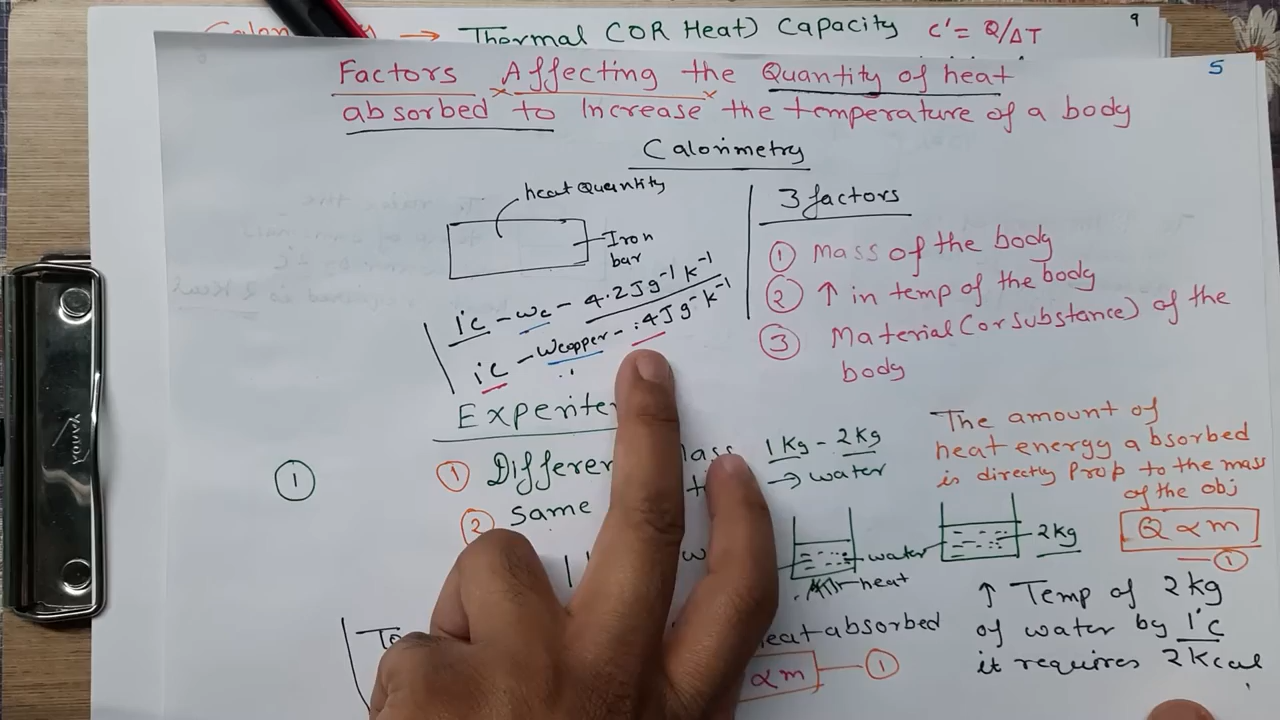 → Thermal (OR Heat) Capacity C' = Q/ΔT
9
5
Factors Affecting the Quantity of heat
absorbed to Increase the temperature of a body
Calorimetry
heat Quantity
Iron
bar
1°C - Wc - 4.2 J g⁻¹ k⁻¹
1°C - Wcopper - .4 J g⁻ k⁻¹
3 factors
① Mass of the body
② ↑ in temp of the body
③ Material (or substance) of the
body
① Differen
1 Kg - 2 Kg
→ water
② Same
①
The amount of
heat energy absorbed
is directly Prop to the mass
of the obj
Q ∝ m
①
water
2 kg
heat
↑ Temp of 2 kg
of water by 1°C
it requires 2 Kcal
heat absorbed
∝ m ①
To
VANDA